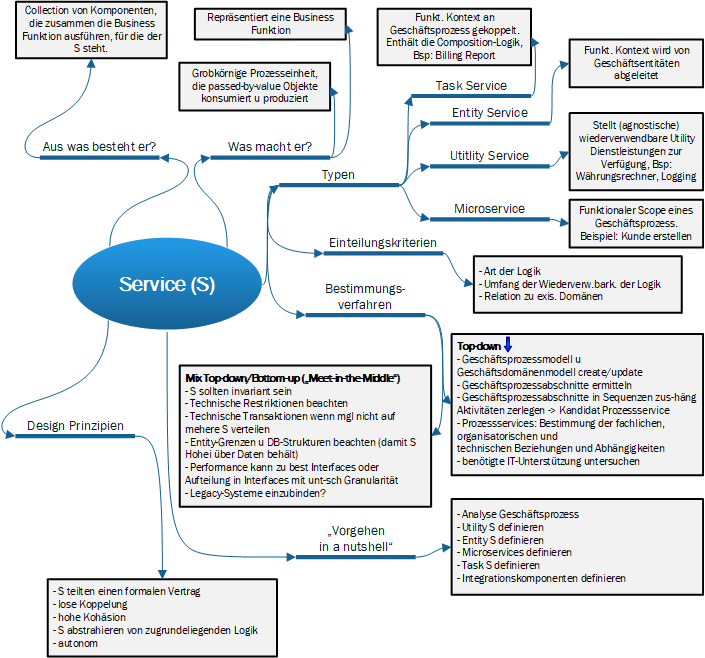 Collection von Komponenten,
die zusammen die Business
Funktion ausführen, für die der
S steht.
Aus was besteht er?
Repräsentiert eine Business
Funktion
Grobkörnige Prozesseinheit,
die passed-by-value Objekte
konsumiert u produziert
Was macht er?
Funkt. Kontext an
Geschäftsprozess gekoppelt.
Enthält die Composition-Logik,
Bsp: Billing Report
Task Service
Funkt. Kontext wird von
Geschäftsentitäten
abgeleitet
Entity Service
Stellt (agnostische)
wiederverwendbare Utility
Dienstleistungen zur
Verfügung, Bsp:
Währungsrechner, Logging
Utitlity Service
Typen
Microservice
Funktionaler Scope eines
Geschäftsprozess.
Beispiel: Kunde erstellen
Service (S)
Einteilungskriterien
- Art der Logik
- Umfang der Wiederverw.bark. der Logik
- Relation zu exis. Domänen
Bestimmungs-
verfahren
Top-down
- Geschäftsprozessmodell u
Geschäftsdomänenmodell create/update
- Geschäftsprozessabschnitte ermitteln
- Geschäftsprozessabschnitte in Sequenzen zus-häng
Aktivitäten zerlegen -> Kandidat Prozessservice
- Prozessservices: Bestimmung der fachlichen,
organisatorischen und
technischen Beziehungen und Abhängigkeiten
- benötigte IT-Unterstützung untersuchen
Mix Top-down/Bottom-up („Meet-in-the-Middle“)
- S sollten invariant sein
- Technische Restriktionen beachten
- Technische Transaktionen wenn mgl nicht auf
mehere S verteilen
- Entity-Grenzen u DB-Strukturen beachten (damit S
Hohei über Daten behält)
- Performance kann zu best Interfaces oder
Aufteilung in Interfaces mit unt-sch Granularität
- Legacy-Systeme einzubinden?
Design Prinzipien
„Vorgehen
in a nutshell“
- Analyse Geschäftsprozess
- Utility S definieren
- Entity S definieren
- Microservices definieren
- Task S definieren
- Integrationskomponenten definieren
- S teilten einen formalen Vertrag
- lose Koppelung
- hohe Kohäsion
- S abstrahieren von zugrundeliegenden Logik
- autonom